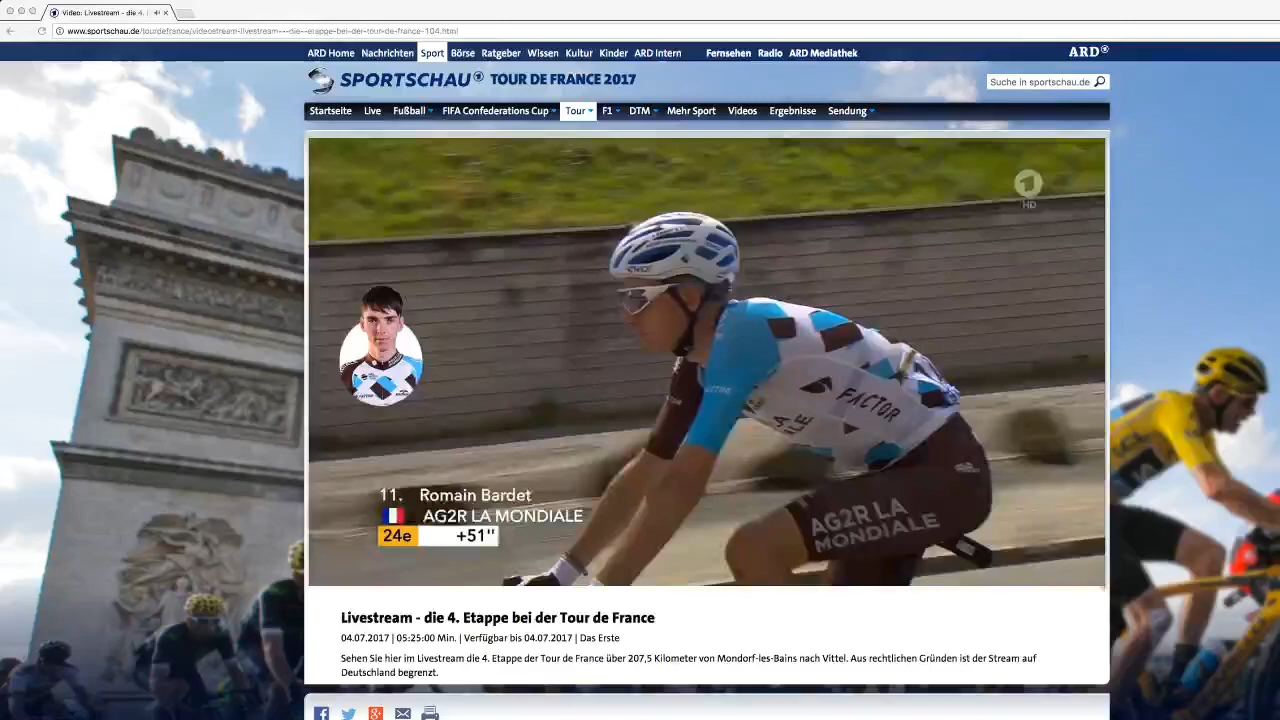 Video: Livestream - die 4.
www.sportschau.de/tourdefrance/videostream-livestream---die--etappe-bei-der-tour-de-france-104.html
ARD Home Nachrichten Sport Börse Ratgeber Wissen Kultur Kinder ARD Intern Fernsehen Radio ARD Mediathek ARD
SPORTSCHAU TOUR DE FRANCE 2017
Suche in sportschau.de
Startseite Live Fußball FIFA Confederations Cup Tour F1 DTM Mehr Sport Videos Ergebnisse Sendung
1
HD
FACTOR
LA
11. Romain Bardet
AG2R LA MONDIALE
24e +51''
AG2R LA
MONDIALE
Livestream - die 4. Etappe bei der Tour de France
04.07.2017 | 05:25:00 Min. | Verfügbar bis 04.07.2017 | Das Erste
Sehen Sie hier im Livestream die 4. Etappe der Tour de France über 207,5 Kilometer von Mondorf-les-Bains nach Vittel. Aus rechtlichen Gründen ist der Stream auf
Deutschland begrenzt.